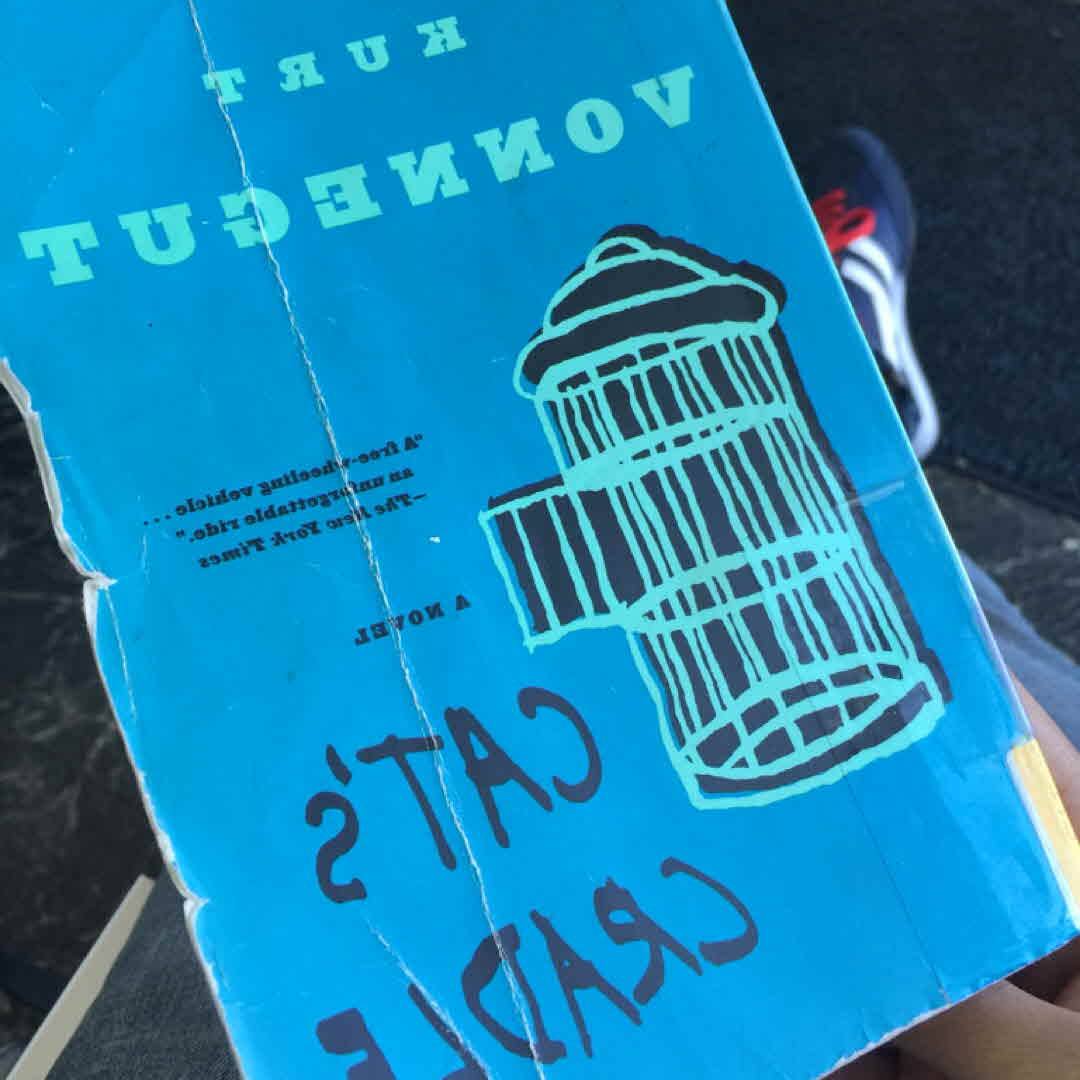 KURT
VONNEGUT
"A free-wheeling vehicle...
an unforgettable ride."
—The New York Times
A NOVEL
CAT'S
CRADLE